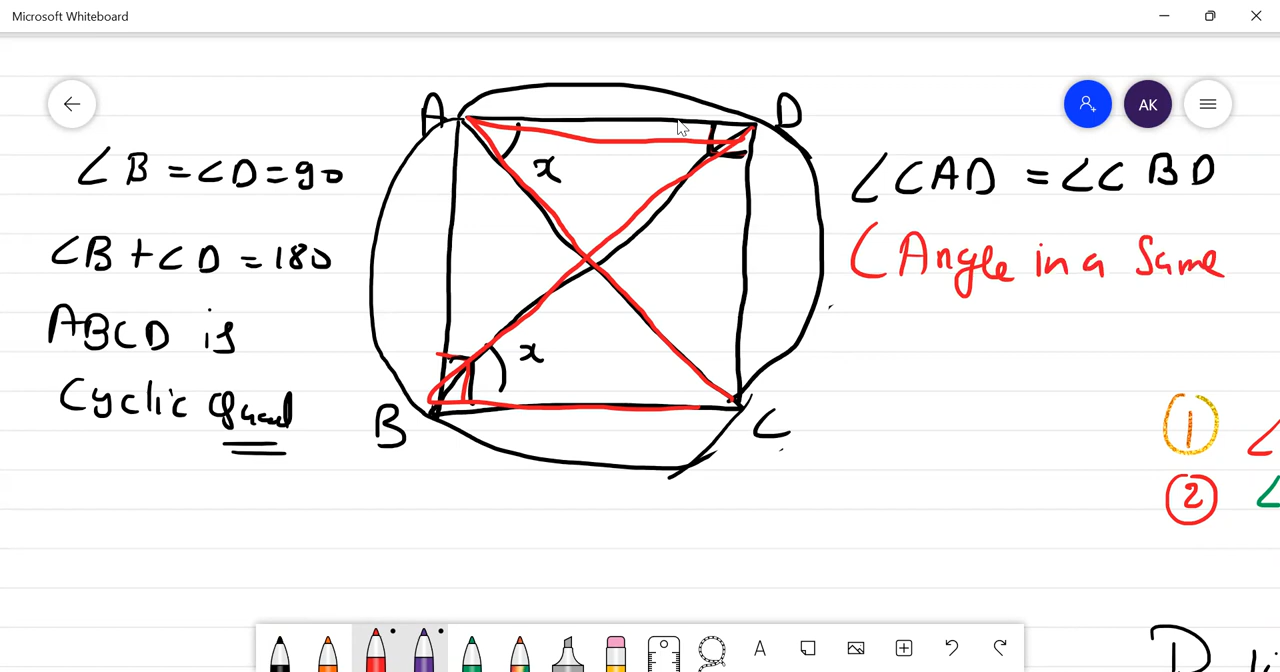 Microsoft Whiteboard
AK
A
D
x
∠B = ∠D = 90
∠B + ∠D = 180
ABCD is
Cyclic Quad
x
B
C
∠CAD = ∠CBD
(Angle in a Same
1
∠
2
∠
A